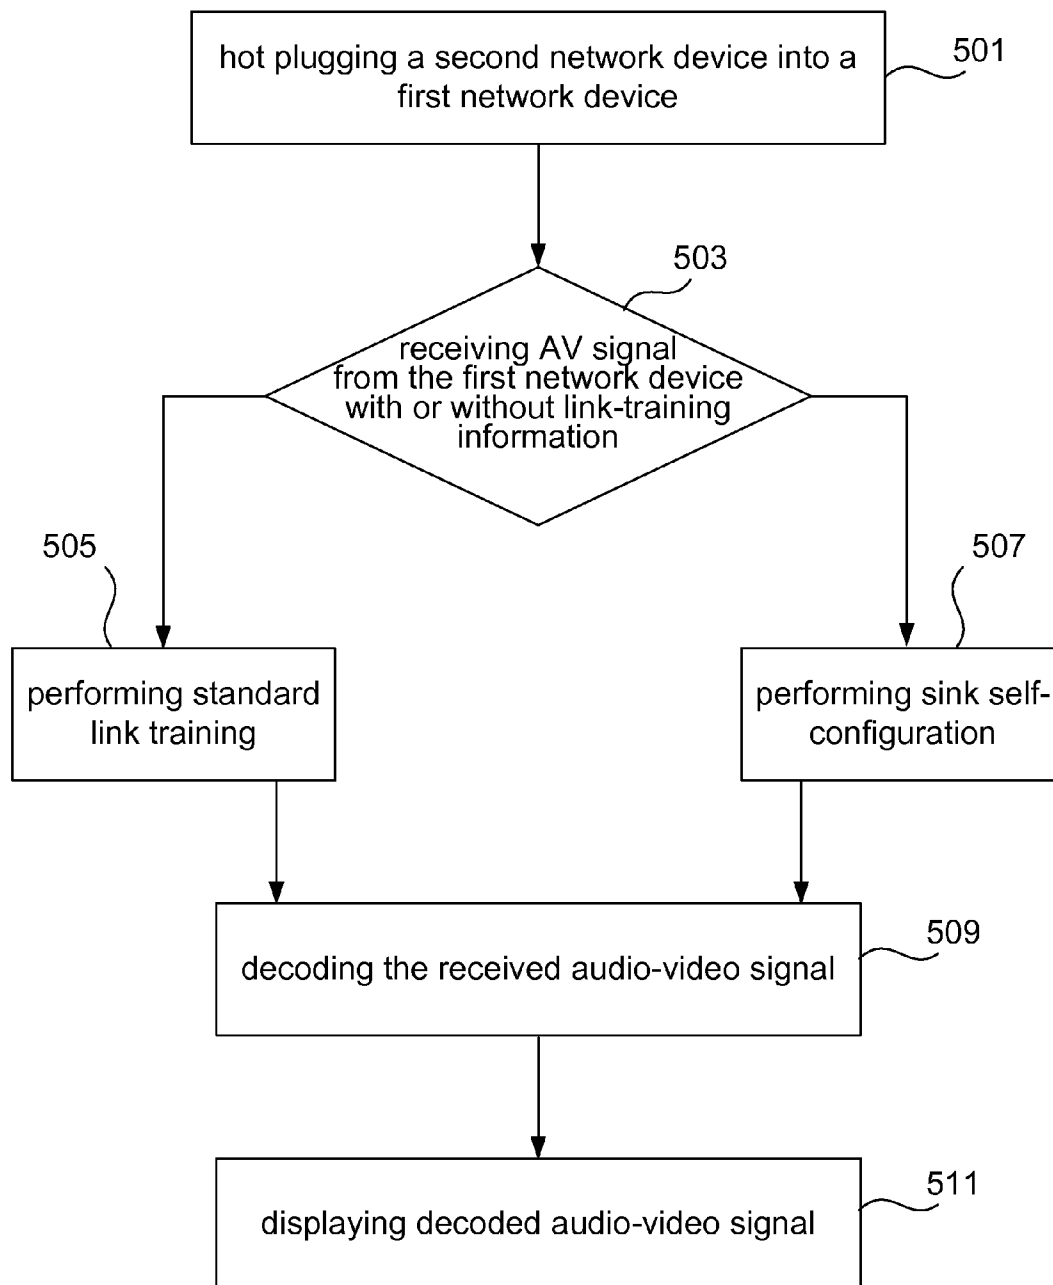 hot plugging a second network device into a
first network device
501
503
receiving AV signal
from the first network device
with or without link-training
information
505
507
performing standard
link training
performing sink self-
configuration
509
decoding the received audio-video signal
511
displaying decoded audio-video signal